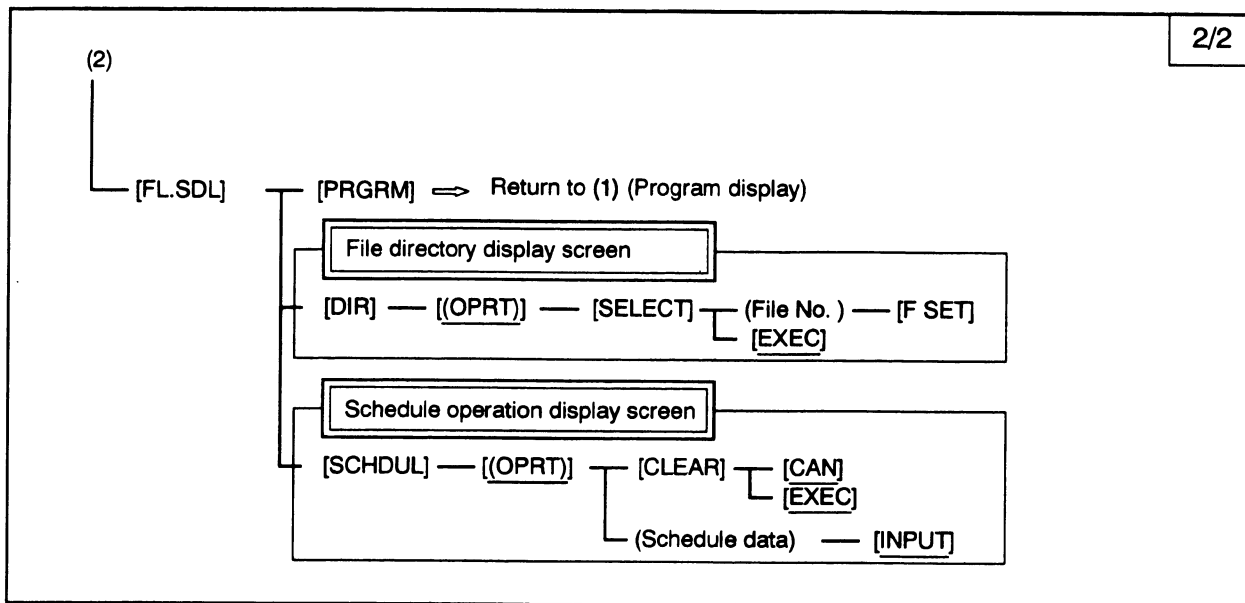 2/2
(2)
[FL.SDL] [PRGRM] ⇒ Return to (1) (Program display)
File directory display screen
[DIR] [(OPRT)] [SELECT] (File No. ) [F SET]
[EXEC]
Schedule operation display screen
[SCHDUL] [(OPRT)] [CLEAR] [CAN]
[EXEC]
(Schedule data) [INPUT]